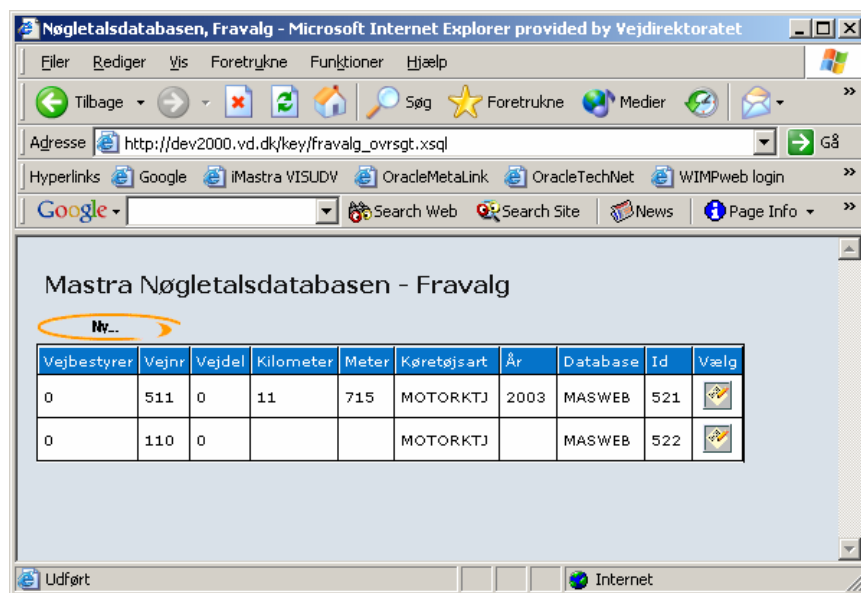 Nøgletalsdatabasen, Fravalg - Microsoft Internet Explorer provided by Vejdirektoratet
Filer Rediger Vis Foretrukne Funktioner Hjælp
Tilbage Søg Foretrukne Medier »
Adresse http://dev2000.vd.dk/key/fravalg_ovrsgt.xsql Gå
Hyperlinks Google iMastra VISUDV OracleMetaLink OracleTechNet WIMPweb login »
Google Search Web Search Site News Page Info »
Mastra Nøgletalsdatabasen - Fravalg
Ny...
Vejbestyrer Vejnr Vejdel Kilometer Meter Køretøjsart År Database Id Vælg
0 511 0 11 715 MOTORKTJ 2003 MASWEB 521
0 110 0 MOTORKTJ MASWEB 522
Udført Internet